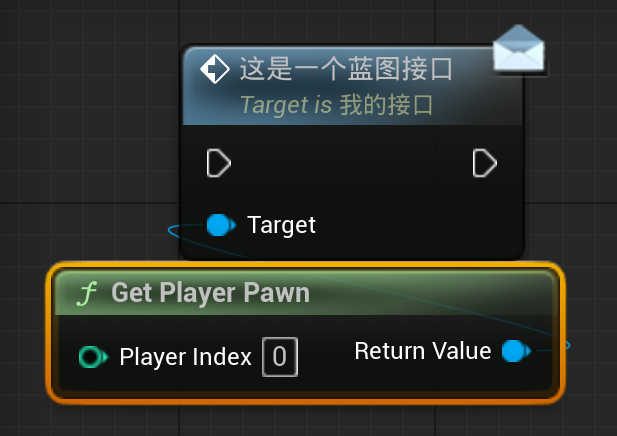 这是一个蓝图接口
Target is 我的接口
Target
f Get Player Pawn
Player Index 0
Return Value